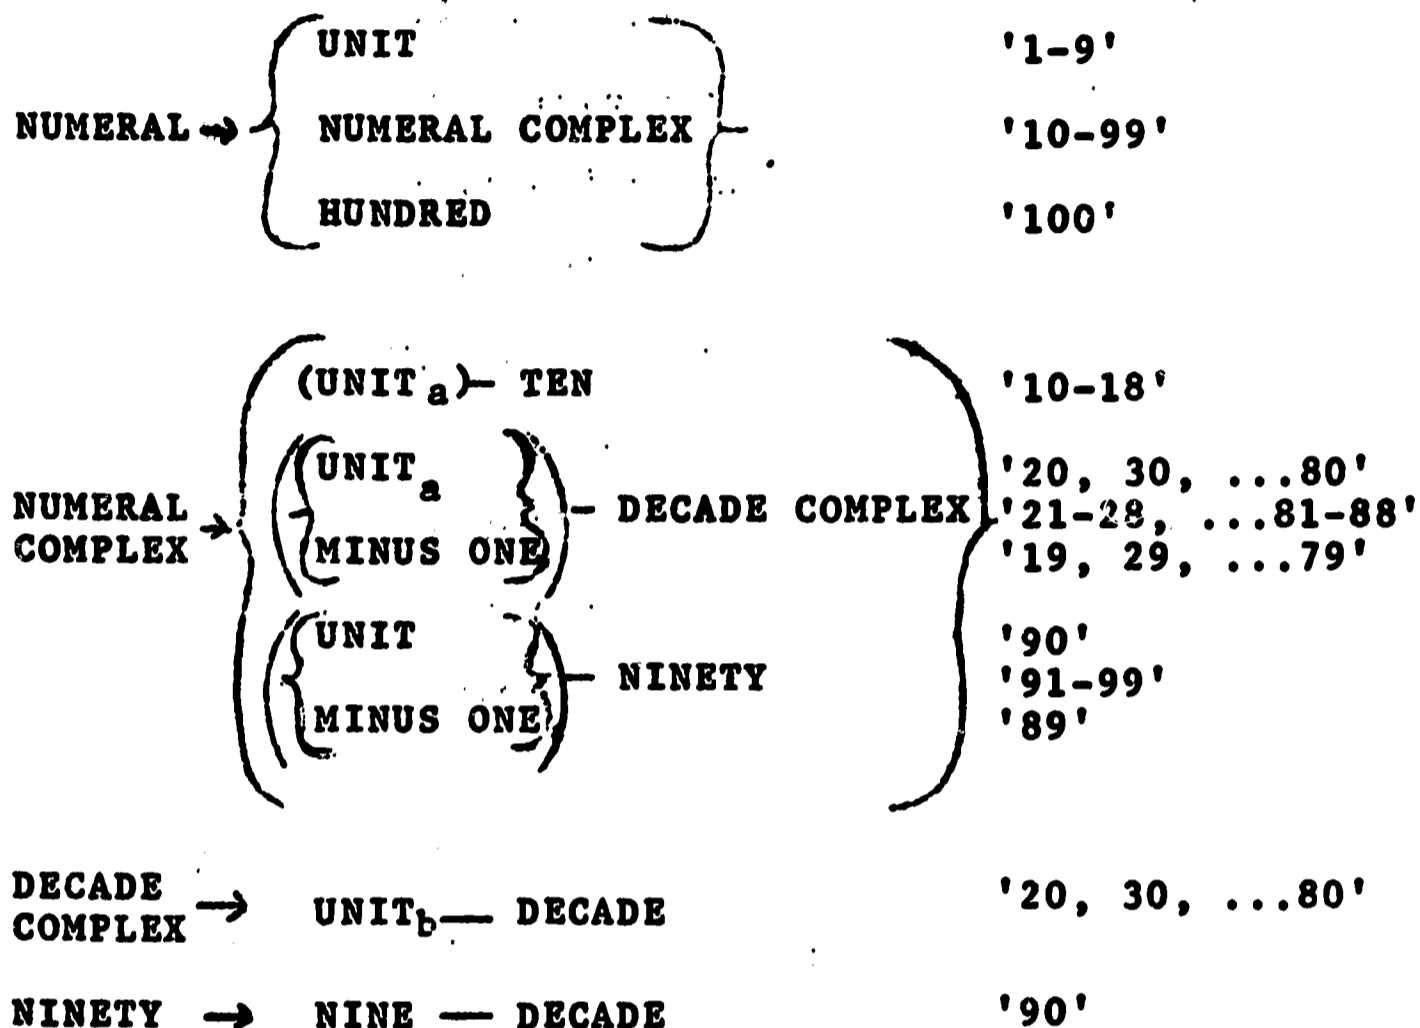 UNIT '1-9'
NUMERAL → NUMERAL COMPLEX '10-99'
HUNDRED '100'
(UNITa)- TEN '10-18'
UNITa '20, 30, ...80'
NUMERAL COMPLEX → - DECADE COMPLEX '21-28, ...81-88'
MINUS ONE '19, 29, ...79'
UNIT '90'
- NINETY '91-99'
MINUS ONE '89'
DECADE COMPLEX → UNITb— DECADE '20, 30, ...80'
NINETY → NINE — DECADE '90'